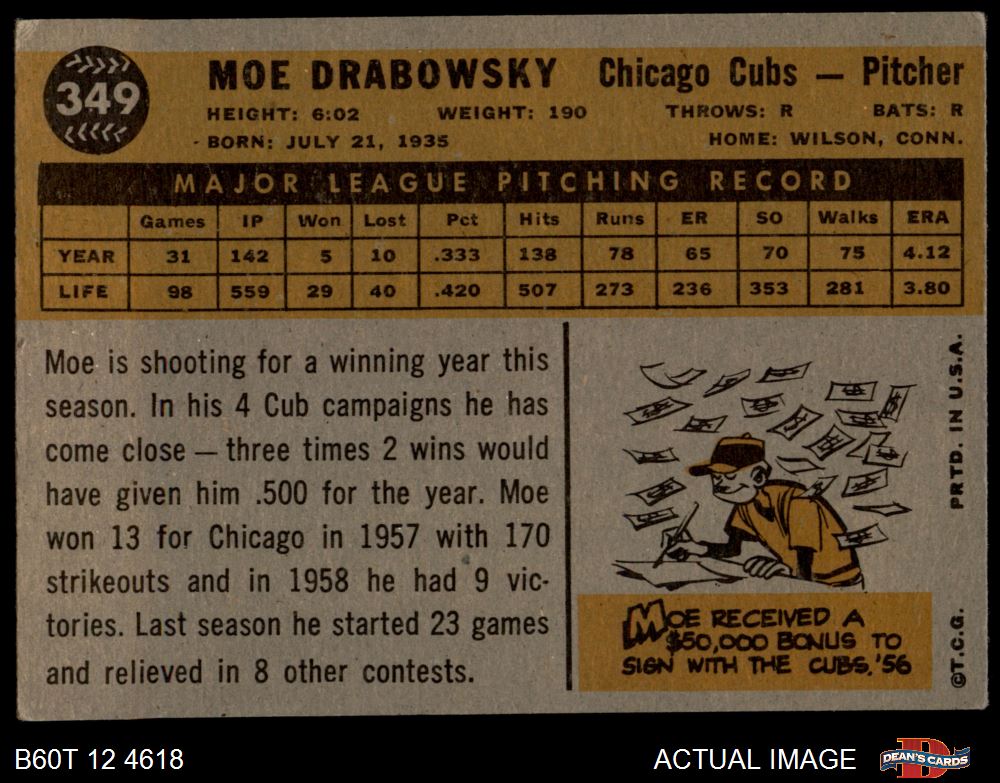 349
MOE DRABOWSKY Chicago Cubs — Pitcher
HEIGHT: 6:02 WEIGHT: 190 THROWS: R BATS: R
BORN: JULY 21, 1935 HOME: WILSON, CONN.
MAJOR LEAGUE PITCHING RECORD
Games IP Won Lost Pct Hits Runs ER SO Walks ERA
YEAR 31 142 5 10 .333 138 78 65 70 75 4.12
LIFE 98 559 29 40 .420 507 273 236 353 281 3.80
Moe is shooting for a winning year this
season. In his 4 Cub campaigns he has
come close — three times 2 wins would
have given him .500 for the year. Moe
won 13 for Chicago in 1957 with 170
strikeouts and in 1958 he had 9 vic-
tories. Last season he started 23 games
and relieved in 8 other contests.
MOE RECEIVED A
$50,000 BONUS TO
SIGN WITH THE CUBS, '56
©T.C.G. PRTD. IN U.S.A.
B60T 12 4618 ACTUAL IMAGE DEAN'S CARDS